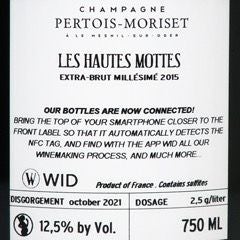 CHAMPAGNE
PERTOIS-MORISET
À LE MESNIL-SUR-OGER
LES HAUTES MOTTES
EXTRA-BRUT MILLÉSIMÉ 2015
OUR BOTTLES ARE NOW CONNECTED!
BRING THE TOP OF YOUR SMARTPHONE CLOSER TO THE
FRONT LABEL SO THAT IT AUTOMATICALLY DETECTS THE
NFC TAG, AND FIND WITH THE APP WID ALL OUR
WINEMAKING PROCESS, AND MUCH MORE...
W WID Product of France . Contains sulfites
DISGORGEMENT october 2021 DOSAGE 2,5 g/liter
12,5% by Vol. 750 ML